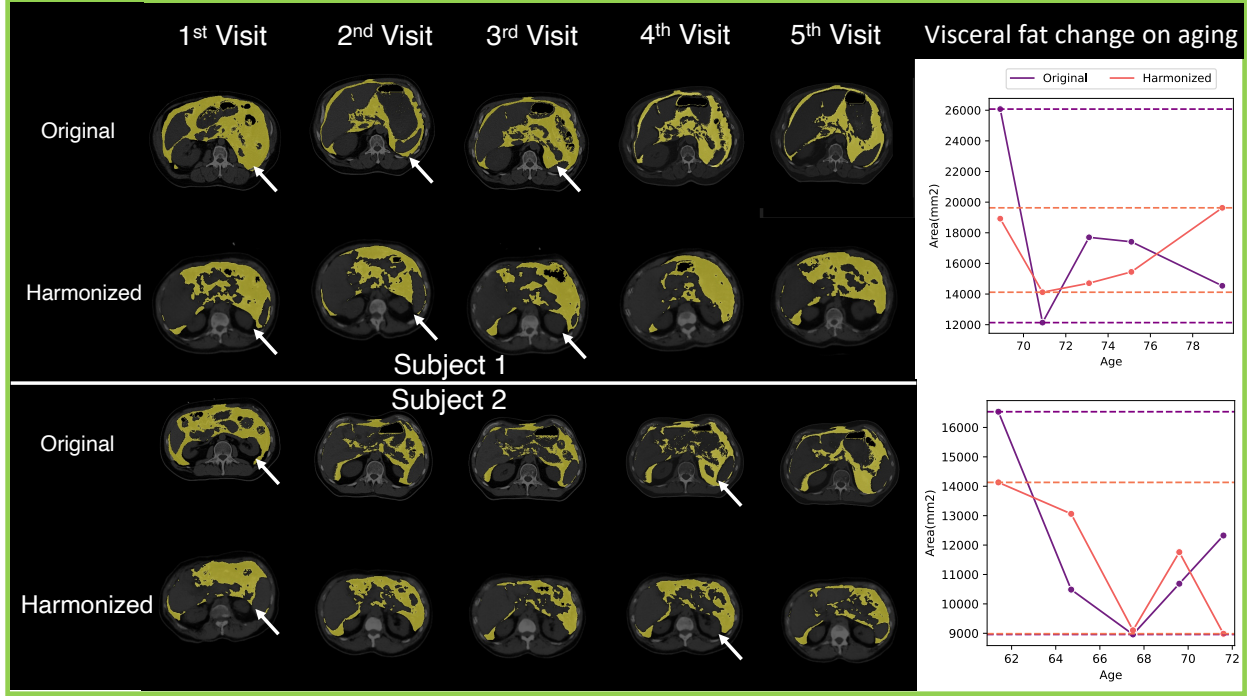 1st Visit
2nd Visit
3rd Visit
4th Visit
5th Visit
Visceral fat change on aging
Original
Harmonized
Subject 1
Original Harmonized
26000
24000
22000
20000
18000
16000
14000
12000
Area(mm2)
70 72 74 76 78
Age
Subject 2
Original
Harmonized
16000
15000
14000
13000
12000
11000
10000
9000
Area(mm2)
62 64 66 68 70 72
Age